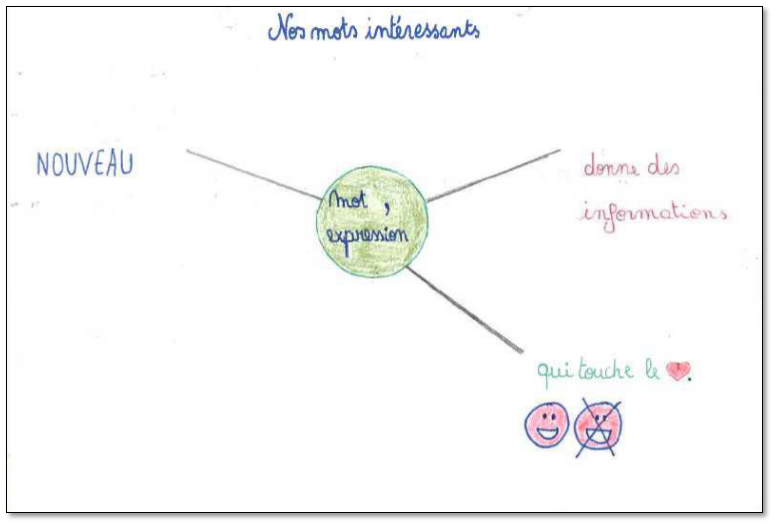 Nos mots intéressants
NOUVEAU
mot ,
expression
donne des
informations
qui touche le ❤.